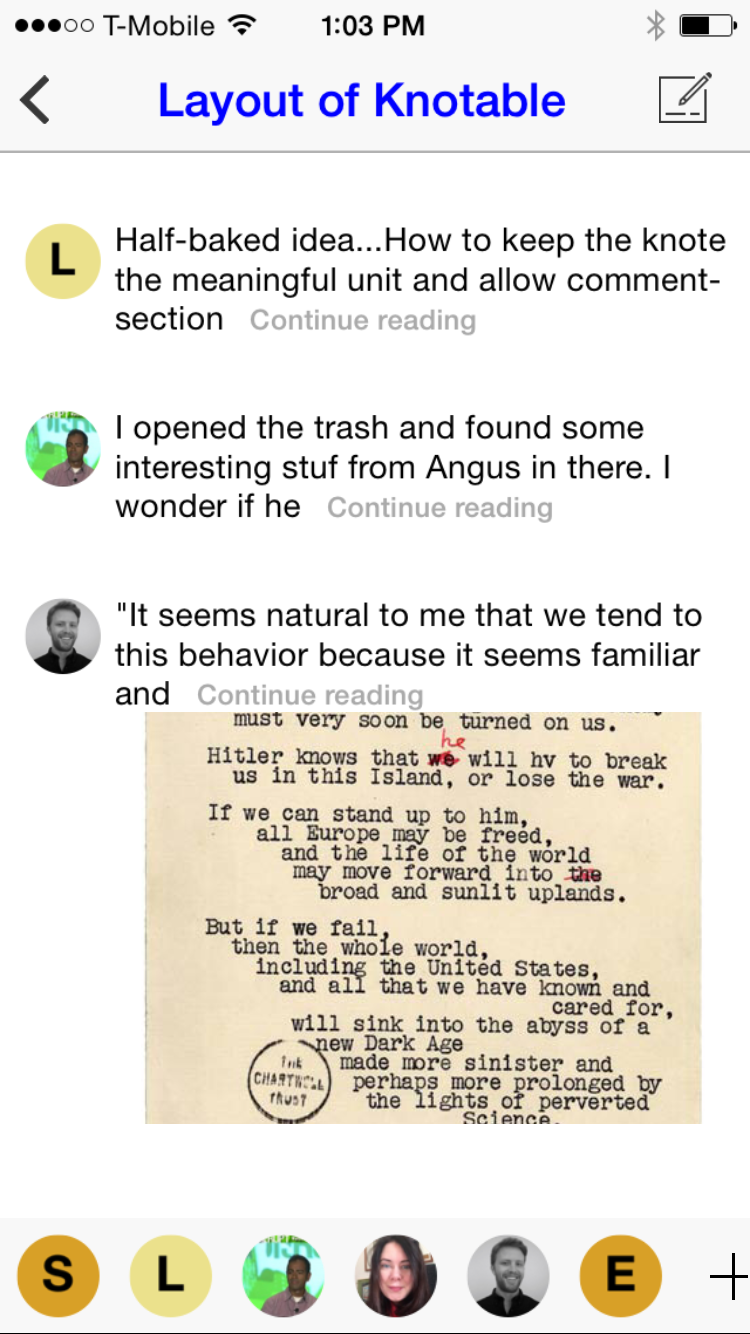 T-Mobile 1:03 PM
Layout of Knotable
L
Half-baked idea...How to keep the knote
the meaningful unit and allow comment-
section Continue reading
I opened the trash and found some
interesting stuf from Angus in there. I
wonder if he Continue reading
"It seems natural to me that we tend to
this behavior because it seems familiar
and Continue reading
must very soon be turned on us.
he
Hitler knows that we will hv to break
us in this Island, or lose the war.
If we can stand up to him,
all Europe may be freed,
and the life of the world
may move forward into the
broad and sunlit uplands.
But if we fail,
then the whole world,
including the United States,
and all that we have known and
cared for,
will sink into the abyss of a
new Dark Age
made more sinister and
perhaps more prolonged by
the lights of perverted
Science.
THE
CHARTWELL
TRUST
S L E